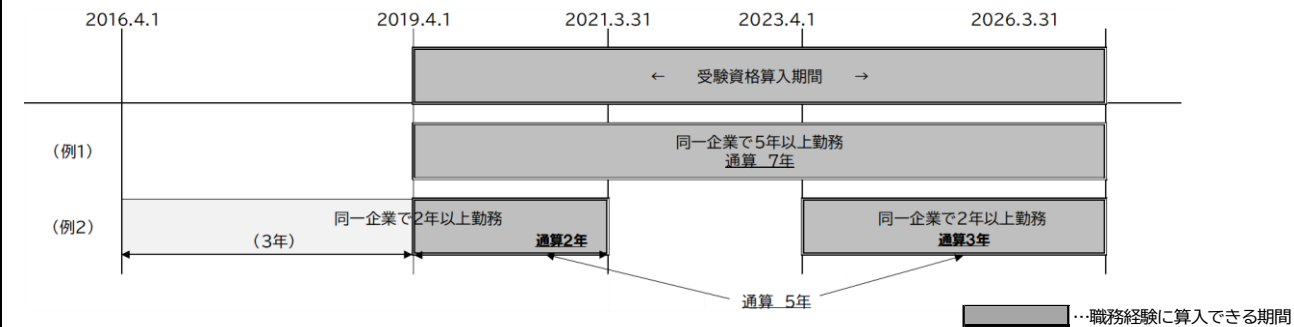 2016.4.1 2019.4.1 2021.3.31 2023.4.1 2026.3.31
← 受験資格算入期間 →
(例1) 同一企業で5年以上勤務
通算 7年
(例2) 同一企業で2年以上勤務 同一企業で2年以上勤務
(3年) 通算2年 通算3年
通算 5年
…職務経験に算入できる期間